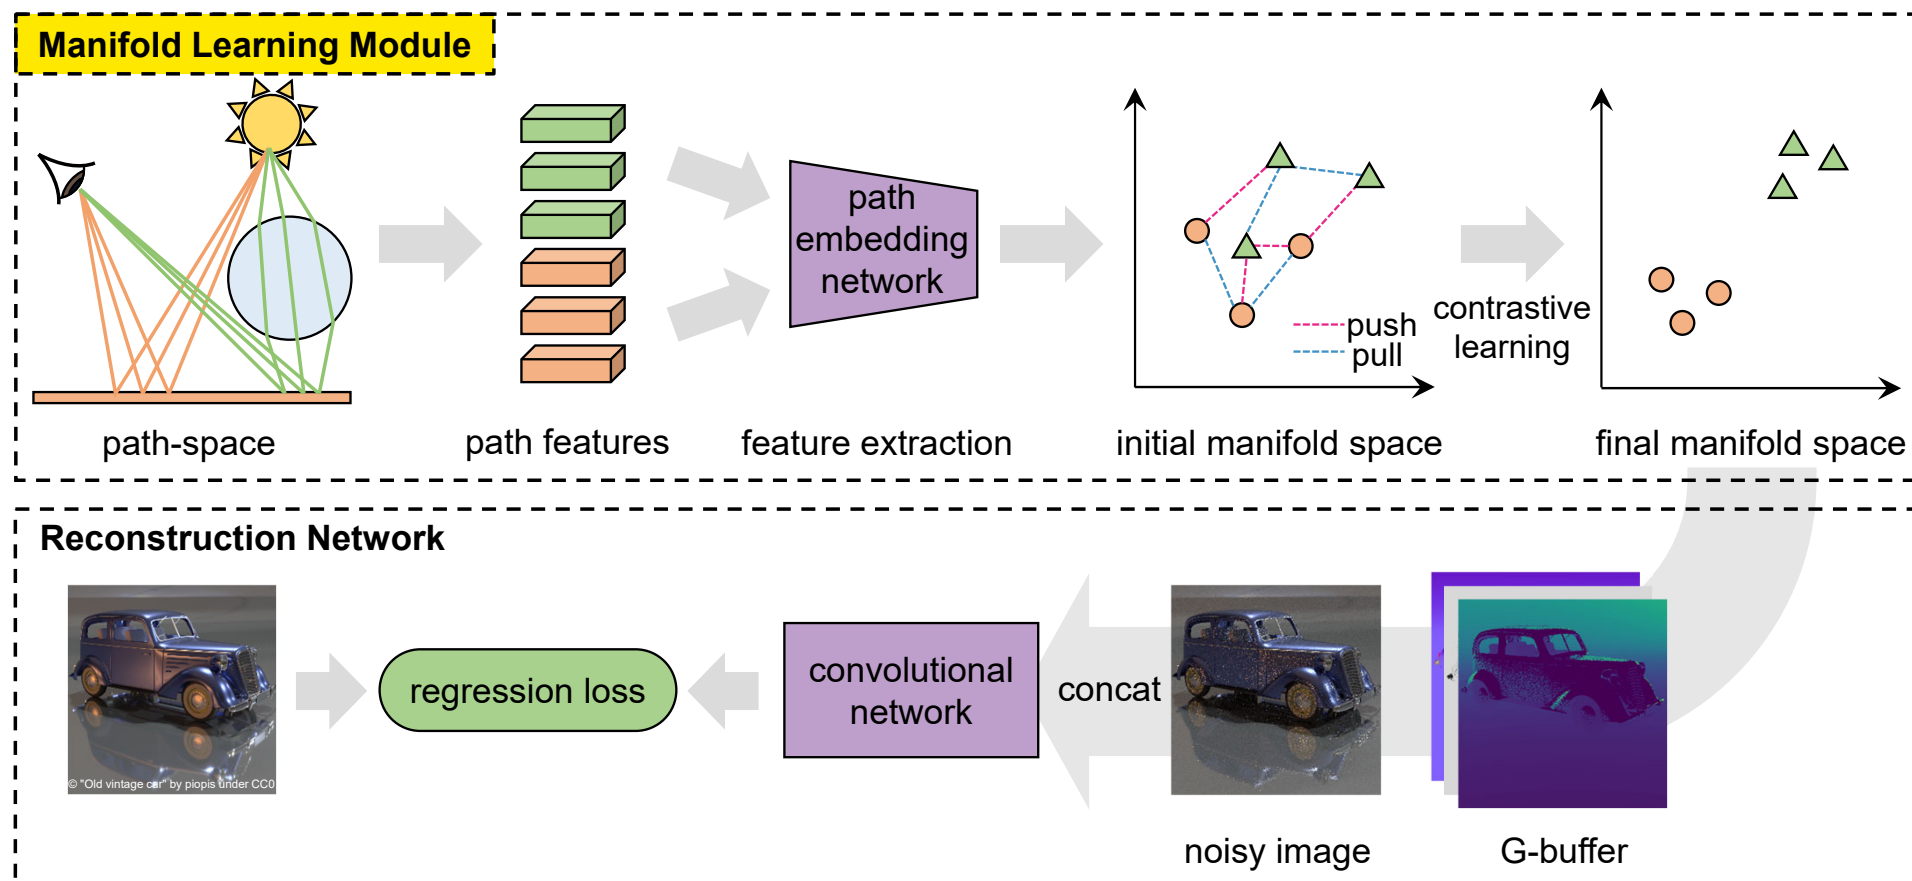 Manifold Learning Module
path
embedding
network
push
pull
contrastive
learning
path-space
path features
feature extraction
initial manifold space
final manifold space
Reconstruction Network
regression loss
convolutional
network
concat
© "Old vintage car" by piopis under CC0
noisy image
G-buffer